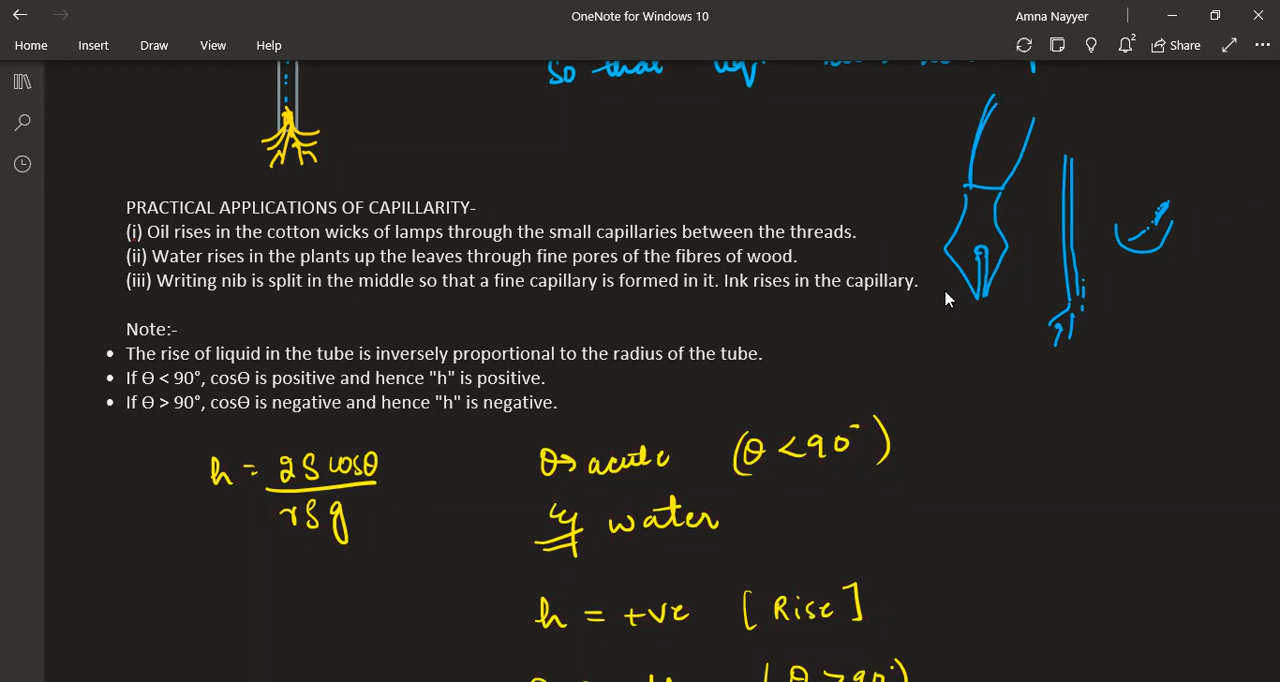 OneNote for Windows 10
Amna Nayyer
Home Insert Draw View Help
2 Share
So that
PRACTICAL APPLICATIONS OF CAPILLARITY-
(i) Oil rises in the cotton wicks of lamps through the small capillaries between the threads.
(ii) Water rises in the plants up the leaves through fine pores of the fibres of wood.
(iii) Writing nib is split in the middle so that a fine capillary is formed in it. Ink rises in the capillary.
Note:-
• The rise of liquid in the tube is inversely proportional to the radius of the tube.
• If Θ < 90°, cosΘ is positive and hence "h" is positive.
• If Θ > 90°, cosΘ is negative and hence "h" is negative.
h = 2S cosθ
rρg
θ→ acute (θ < 90°)
eg water
h = +ve [Rise]
(θ > 90°)